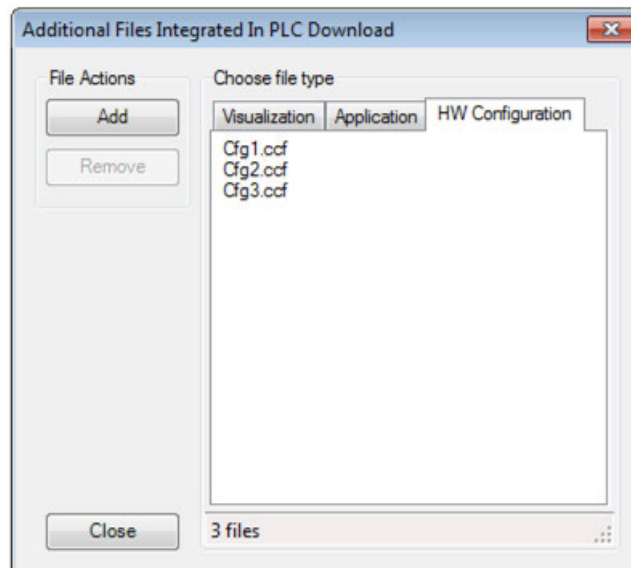 Additional Files Integrated In PLC Download
File Actions
Add
Remove
Close
Choose file type
Visualization Application HW Configuration
Cfg1.ccf
Cfg2.ccf
Cfg3.ccf
3 files